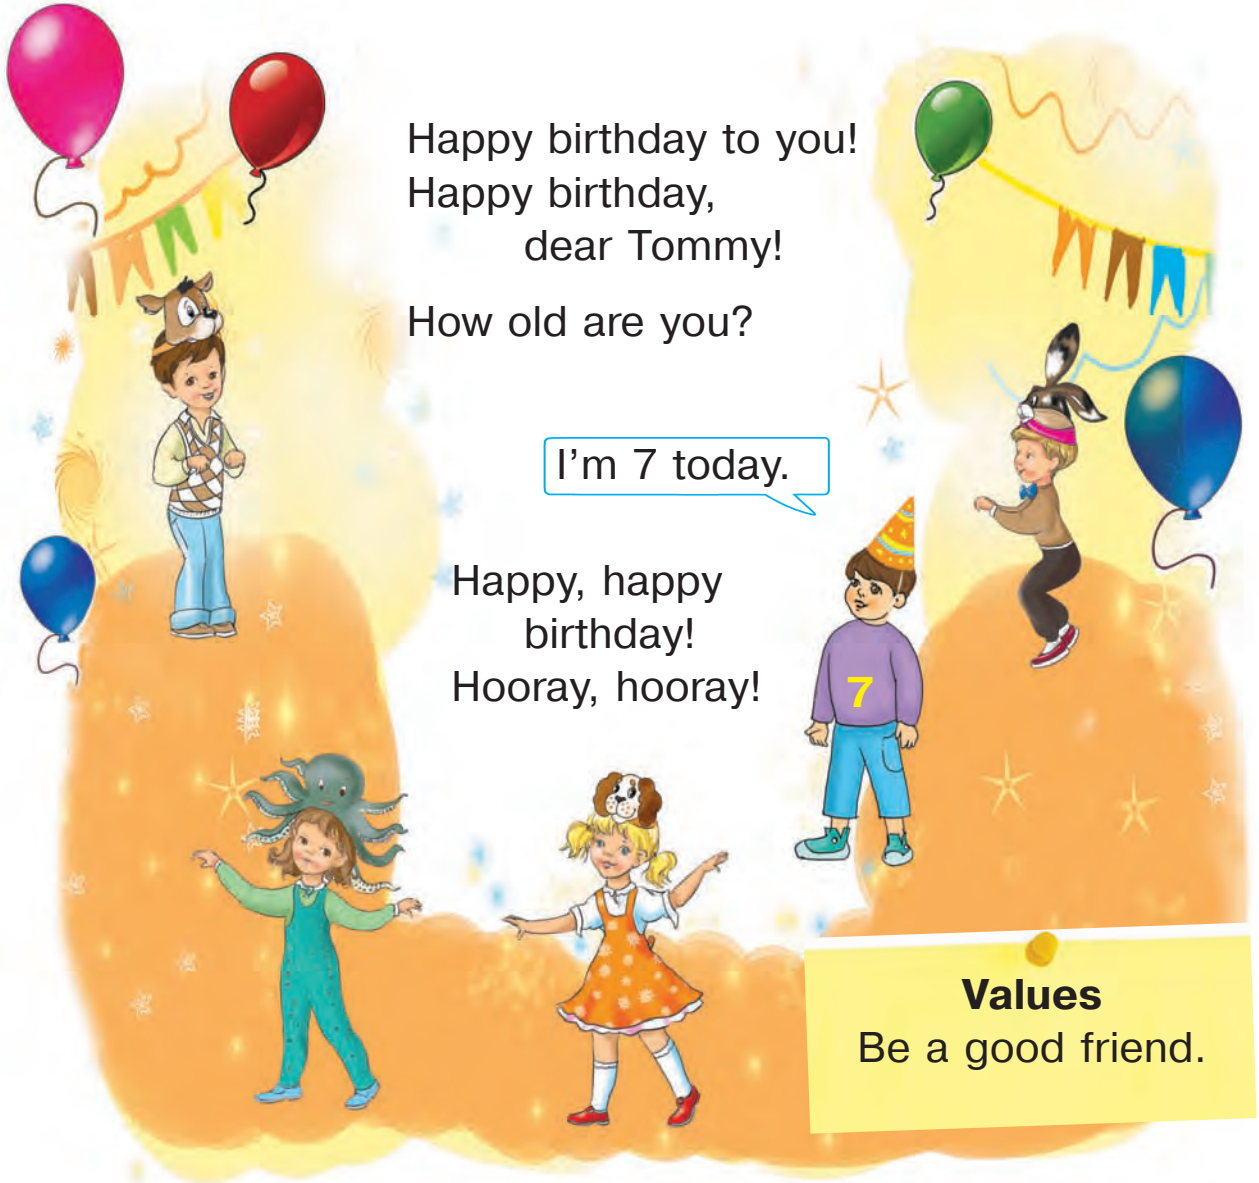 Happy birthday to you!
Happy birthday,
dear Tommy!
How old are you?
I’m 7 today.
Happy, happy
birthday!
Hooray, hooray!
7
Values
Be a good friend.